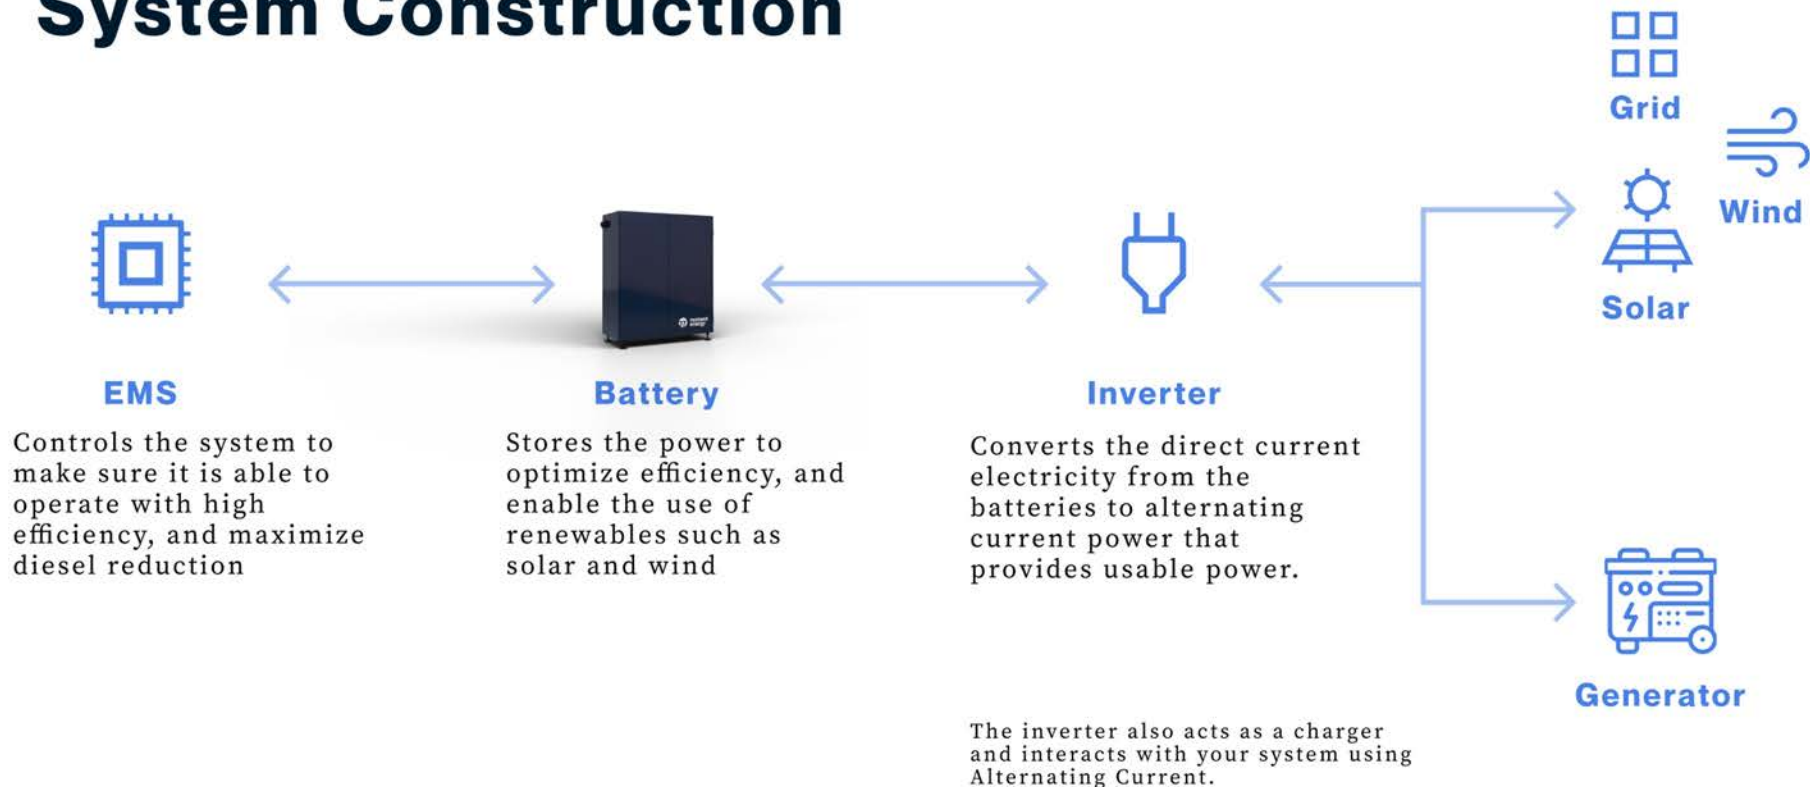 System Construction
Grid
Wind
Solar
EMS
Controls the system to
make sure it is able to
operate with high
efficiency, and maximize
diesel reduction
moment
energy
Battery
Stores the power to
optimize efficiency, and
enable the use of
renewables such as
solar and wind
Inverter
Converts the direct current
electricity from the
batteries to alternating
current power that
provides usable power.
The inverter also acts as a charger
and interacts with your system using
Alternating Current.
Generator